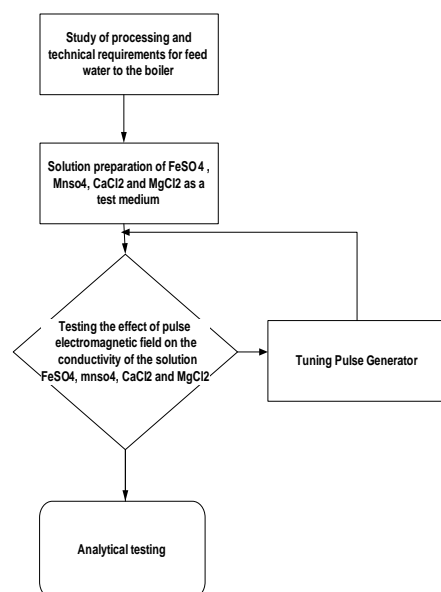 Study of processing and
technical requirements for feed
water to the boiler
Solution preparation of FeSO4 ,
Mnso4, CaCl2 and MgCl2 as a
test medium
Testing the effect of pulse
electromagnetic field on the
conductivity of the solution
FeSO4, mnso4, CaCl2 and MgCl2
Tuning Pulse Generator
Analytical testing